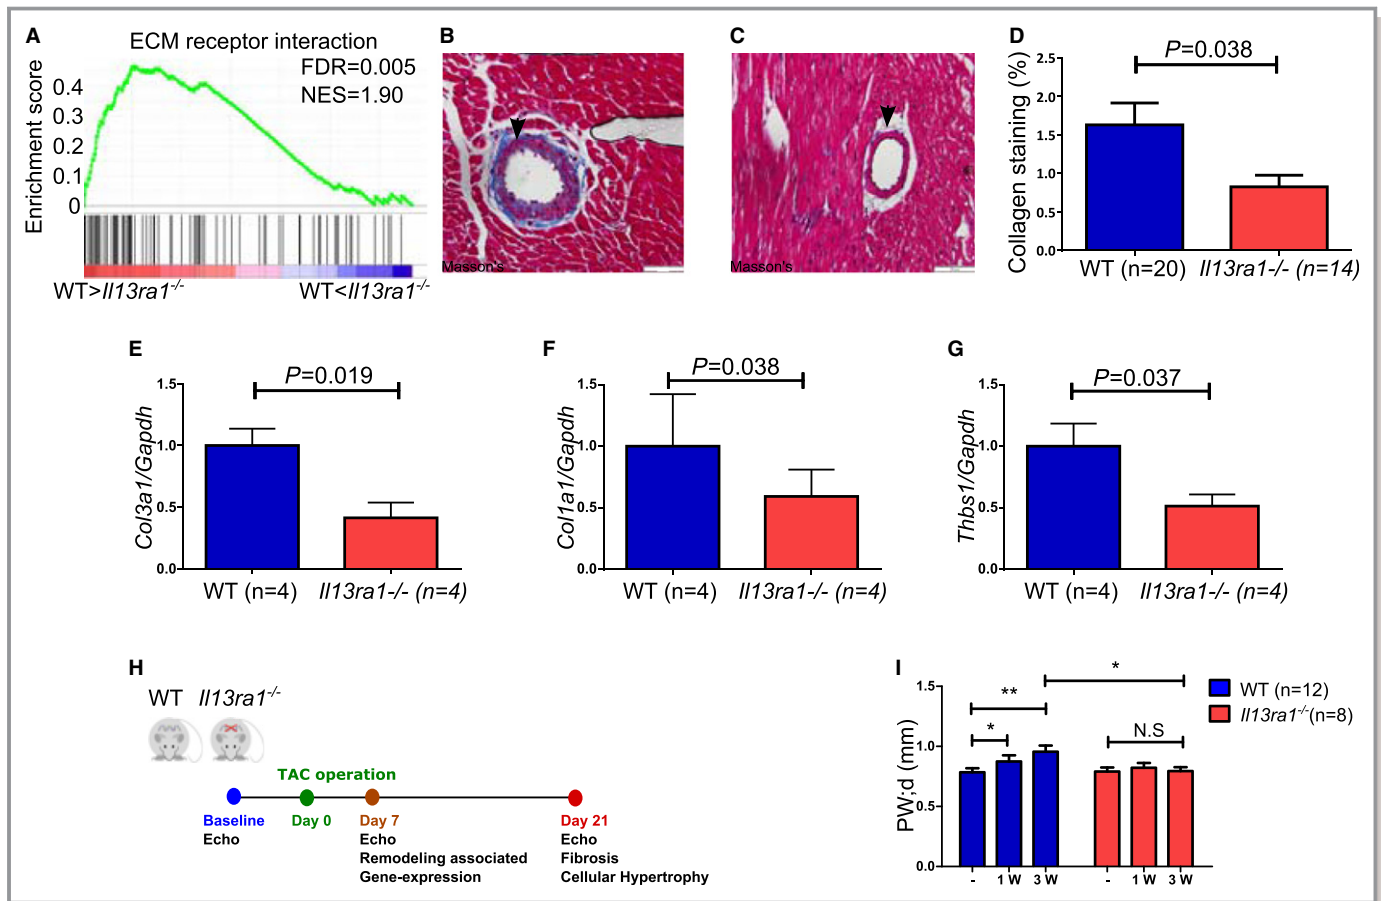 A
ECM receptor interaction
FDR=0.005
NES=1.90
Enrichment score
0.4
0.3
0.2
0.1
0
WT>Il13ra1-/-
WT<Il13ra1-/-
B
Masson's
C
Masson's
D
P=0.038
Collagen staining (%)
2.5
2.0
1.5
1.0
0.5
0.0
WT (n=20)
Il13ra1-/- (n=14)
E
P=0.019
Col3a1/Gapdh
1.5
1.0
0.5
0.0
WT (n=4)
Il13ra1-/- (n=4)
F
P=0.038
Col1a1/Gapdh
1.5
1.0
0.5
0.0
WT (n=4)
Il13ra1-/- (n=4)
G
P=0.037
Thbs1/Gapdh
1.5
1.0
0.5
0.0
WT (n=4)
Il13ra1-/- (n=4)
H
WT Il13ra1-/-
TAC operation
Baseline
Echo
Day 0
Day 7
Echo
Remodeling associated
Gene-expression
Day 21
Echo
Fibrosis
Cellular Hypertrophy
I
PW;d (mm)
1.5
1.0
0.5
0.0
*
**
*
N.S
- 1 W 3 W
- 1 W 3 W
WT (n=12)
Il13ra1-/-(n=8)